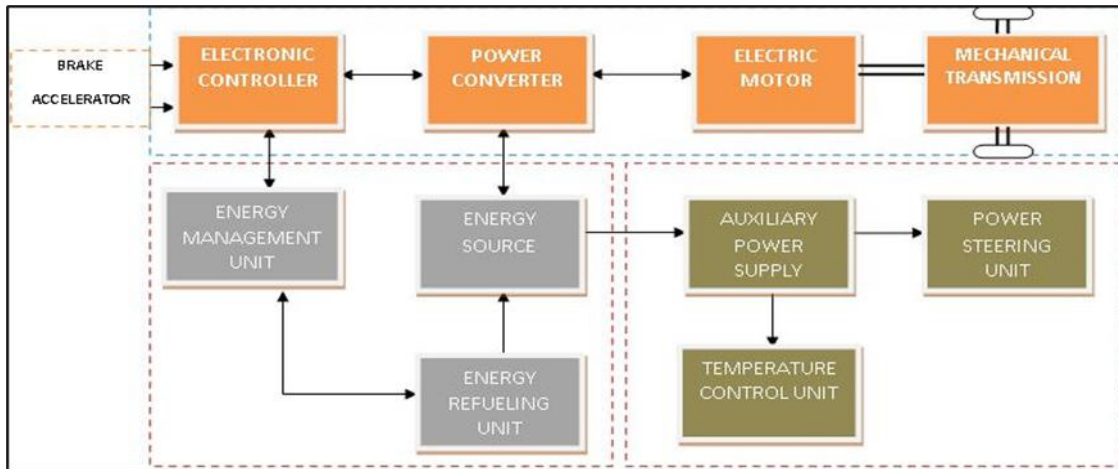 BRAKE
ACCELERATOR
ELECTRONIC
CONTROLLER
POWER
CONVERTER
ELECTRIC
MOTOR
MECHANICAL
TRANSMISSION
ENERGY
MANAGEMENT
UNIT
ENERGY
SOURCE
AUXILIARY
POWER
SUPPLY
POWER
STEERING
UNIT
ENERGY
REFUELING
UNIT
TEMPERATURE
CONTROL UNIT